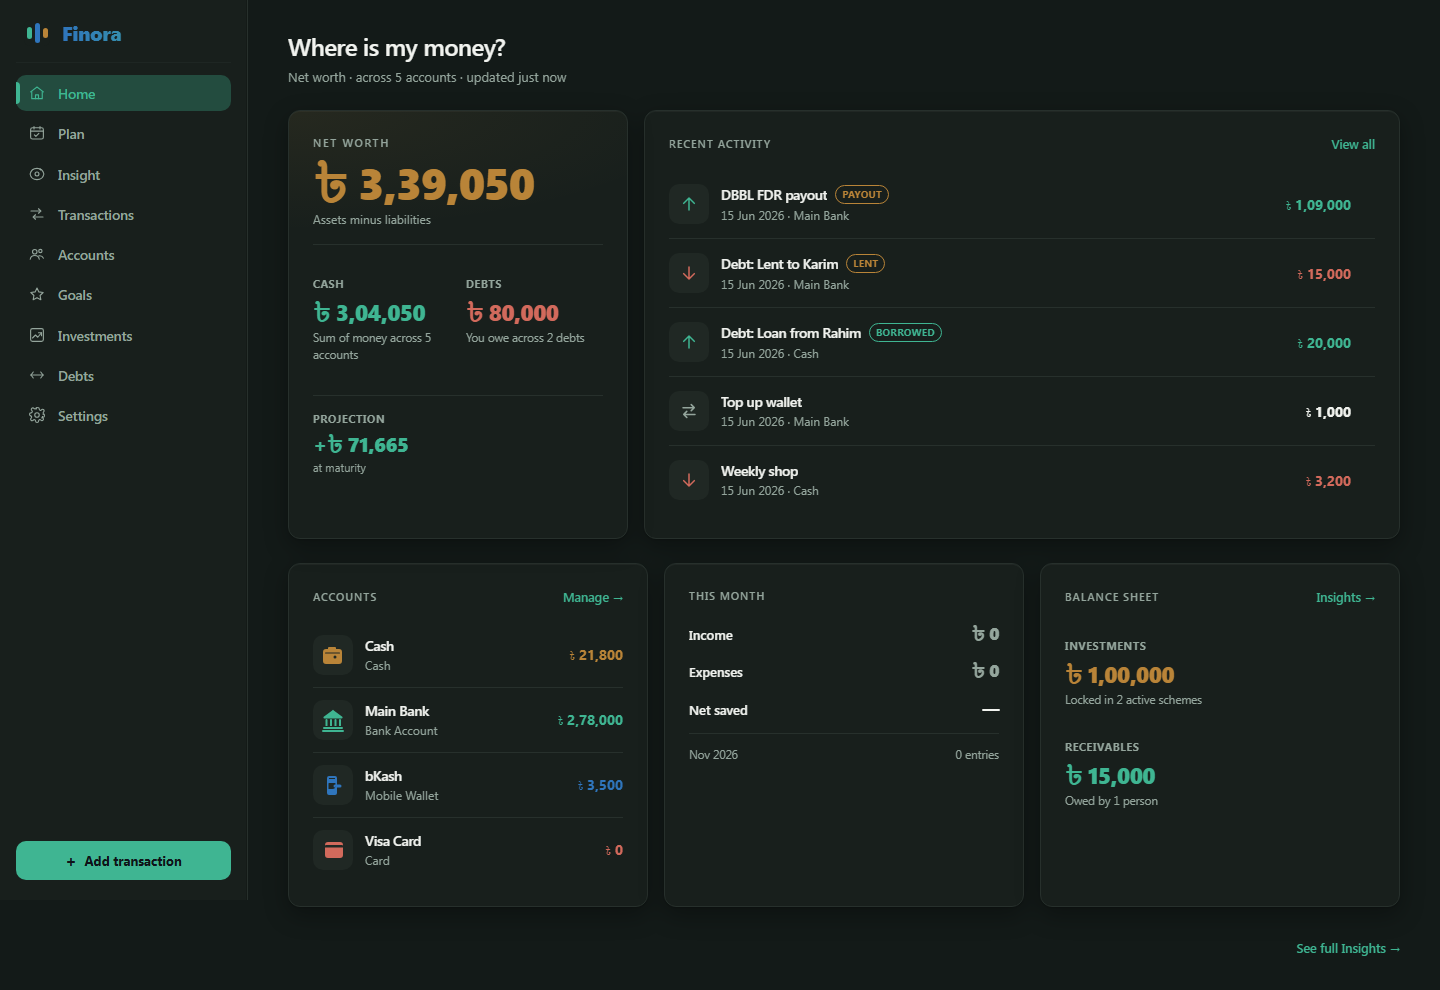 Finora
Home
Plan
Insight
Transactions
Accounts
Goals
Investments
Debts
Settings
+ Add transaction
Where is my money?
Net worth · across 5 accounts · updated just now
NET WORTH
৳ 3,39,050
Assets minus liabilities
CASH
৳ 3,04,050
Sum of money across 5
accounts
DEBTS
৳ 80,000
You owe across 2 debts
PROJECTION
+৳ 71,665
at maturity
RECENT ACTIVITY
View all
DBBL FDR payout PAYOUT
15 Jun 2026 · Main Bank
৳ 1,09,000
Debt: Lent to Karim LENT
15 Jun 2026 · Main Bank
৳ 15,000
Debt: Loan from Rahim BORROWED
15 Jun 2026 · Cash
৳ 20,000
Top up wallet
15 Jun 2026 · Main Bank
৳ 1,000
Weekly shop
15 Jun 2026 · Cash
৳ 3,200
ACCOUNTS
Manage →
Cash
Cash
৳ 21,800
Main Bank
Bank Account
৳ 2,78,000
bKash
Mobile Wallet
৳ 3,500
Visa Card
Card
৳ 0
THIS MONTH
Income ৳ 0
Expenses ৳ 0
Net saved —
Nov 2026 0 entries
BALANCE SHEET
Insights →
INVESTMENTS
৳ 1,00,000
Locked in 2 active schemes
RECEIVABLES
৳ 15,000
Owed by 1 person
See full Insights →